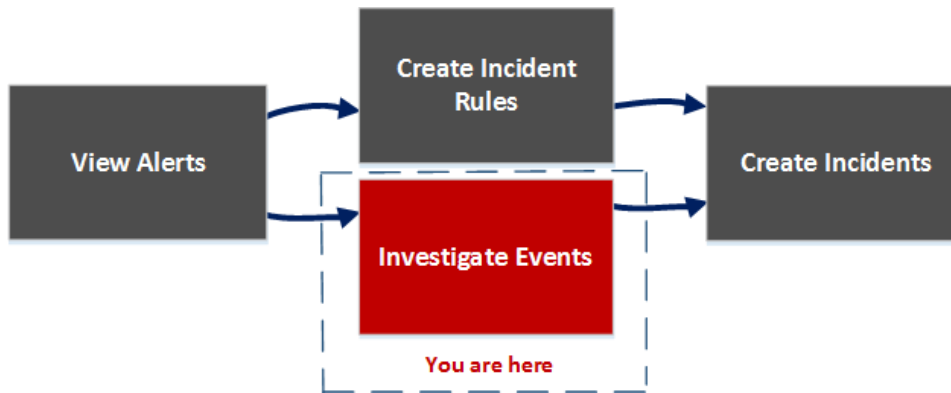 View Alerts
Create Incident
Rules
Investigate Events
You are here
Create Incidents